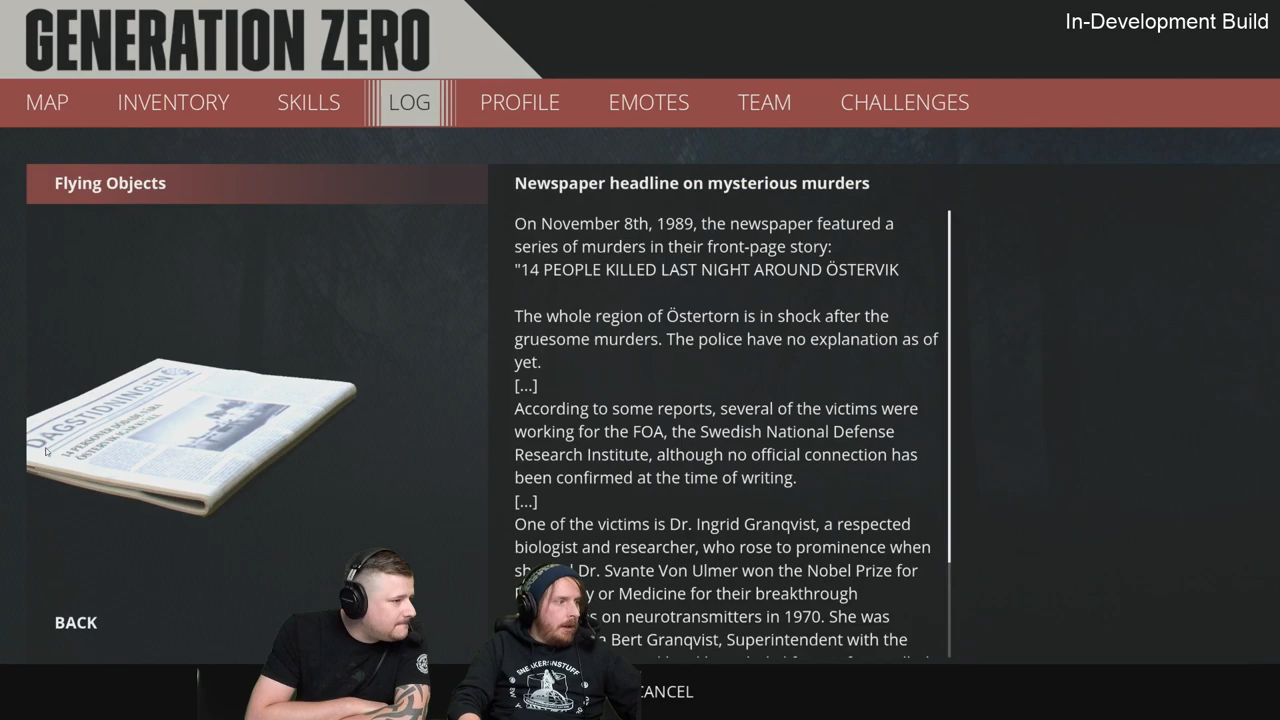 GENERATION ZERO
In-Development Build
MAP INVENTORY SKILLS LOG PROFILE EMOTES TEAM CHALLENGES
Flying Objects
Newspaper headline on mysterious murders
On November 8th, 1989, the newspaper featured a
series of murders in their front-page story:
"14 PEOPLE KILLED LAST NIGHT AROUND ÖSTERVIK
The whole region of Östertorn is in shock after the
gruesome murders. The police have no explanation as of
yet.
[...]
According to some reports, several of the victims were
working for the FOA, the Swedish National Defense
Research Institute, although no official connection has
been confirmed at the time of writing.
[...]
One of the victims is Dr. Ingrid Granqvist, a respected
biologist and researcher, who rose to prominence when
Dr. Svante Von Ulmer won the Nobel Prize for
or Medicine for their breakthrough
on neurotransmitters in 1970. She was
Bert Granqvist, Superintendent with the
DAGSTIDNINGEN
BACK